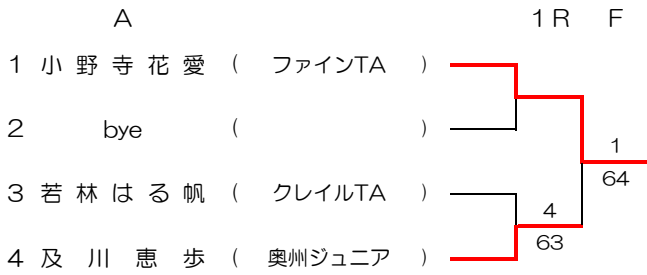 A 1R F
1 小野寺花愛 ( ファインTA )
2 bye ( )
1
64
3 若林はる帆 ( クレイルTA )
4
63
4 及川恵歩 ( 奥州ジュニア )